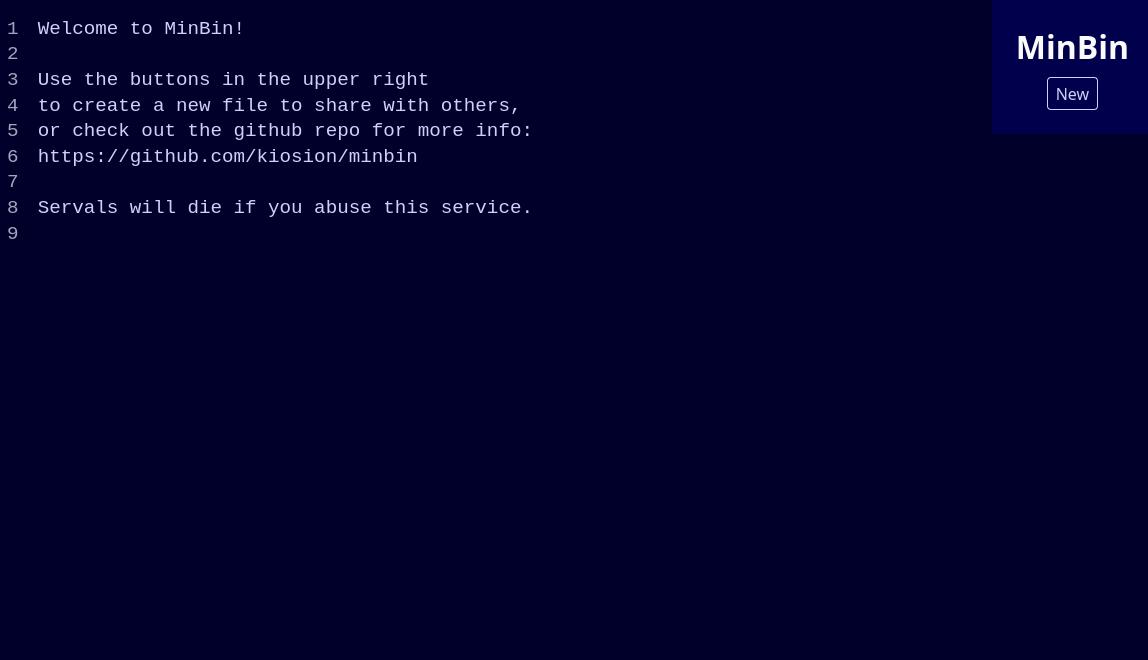 1 Welcome to MinBin!
2
3 Use the buttons in the upper right
4 to create a new file to share with others,
5 or check out the github repo for more info:
6 https://github.com/kiosion/minbin
7
8 Servals will die if you abuse this service.
9
MinBin
New